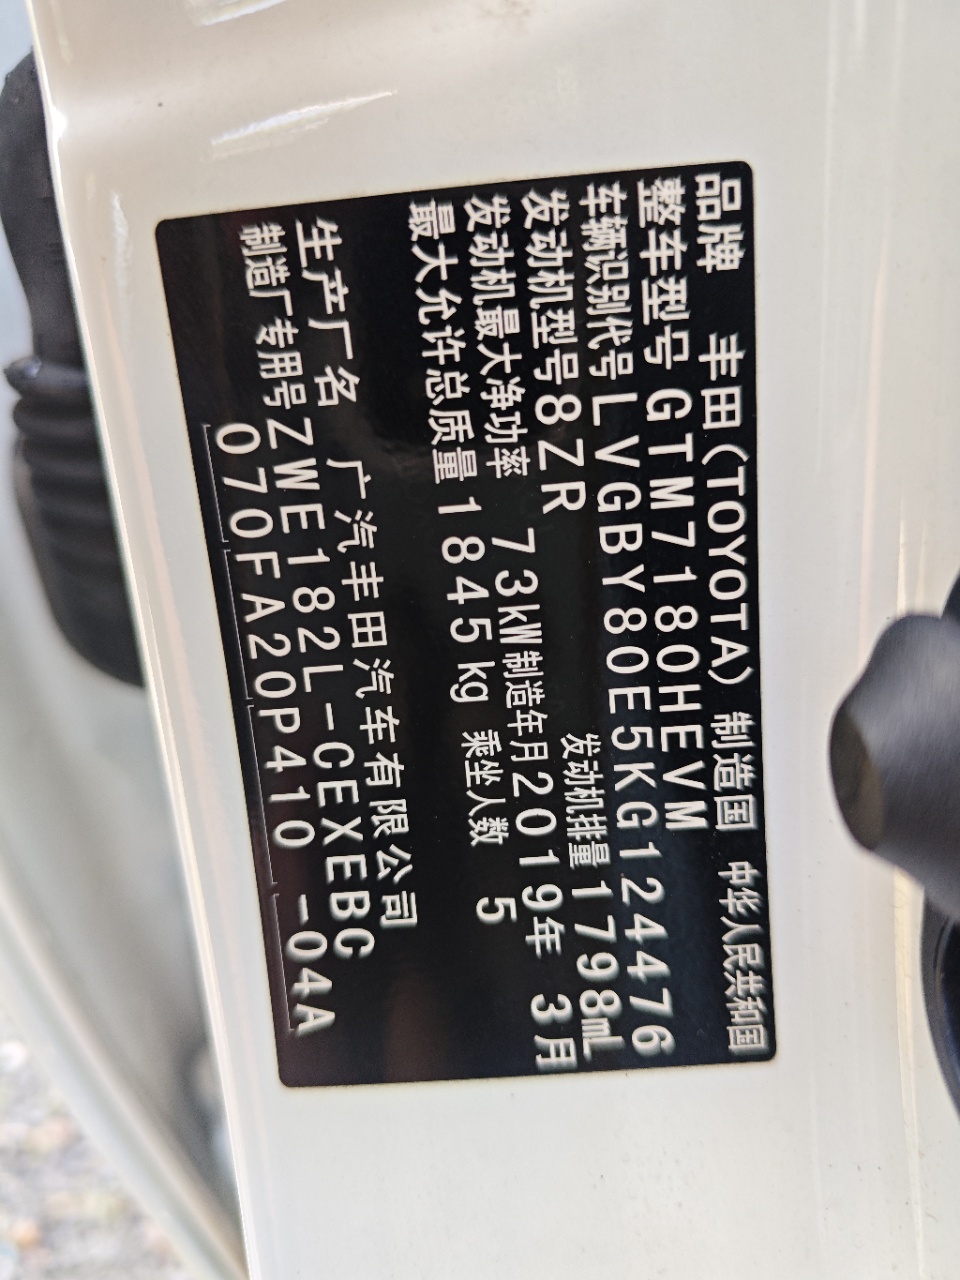 品牌 丰田(TOYOTA) 制造国 中华人民共和国
整车型号 GTM7180HEVM
车辆识别代号 LVGBY80E5KG124476
发动机型号 8ZR 发动机排量 1798mL
发动机最大净功率 73kW 制造年月 2019年 3月
最大允许总质量 1845kg 乘坐人数 5
生产厂名 广汽丰田汽车有限公司
制造厂专用号 ZWE182L-CEXEBC
070FA20P410 -04A